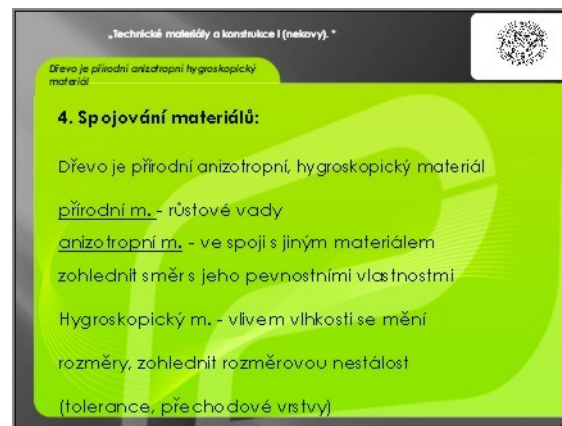 „Technické materiály a konstrukce I (nekovy). "
Dřevo je přírodní anizotropní hygroskopický
materiál
4. Spojování materiálů:
Dřevo je přírodní anizotropní, hygroskopický materiál
přírodní m. - růstové vady
anizotropní m. - ve spoji s jiným materiálem
zohlednit směr s jeho pevnostními vlastnostmi
Hygroskopický m. - vlivem vlhkosti se mění
rozměry, zohlednit rozměrovou nestálost
(tolerance, přechodové vrstvy)